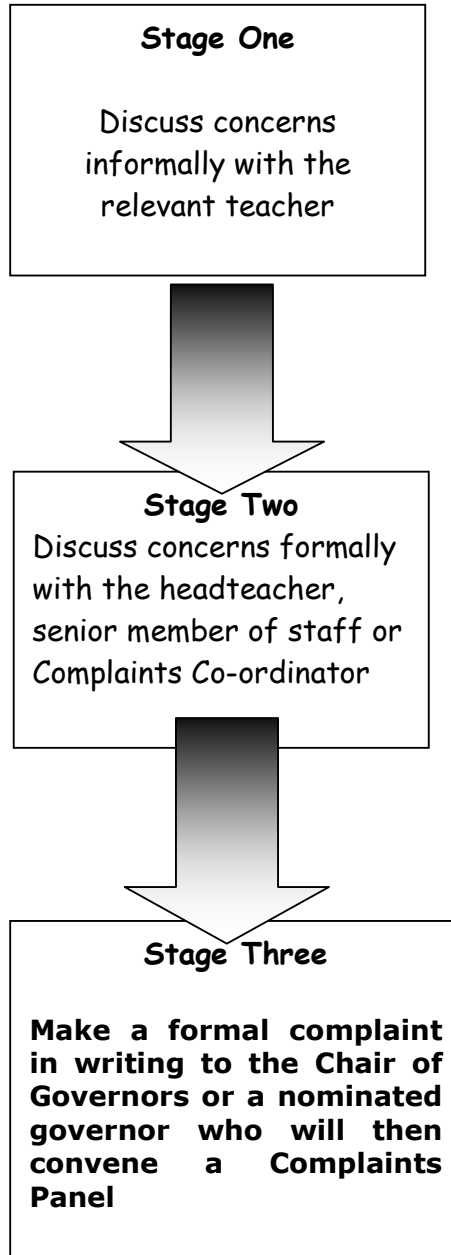 Stage One
Discuss concerns
informally with the
relevant teacher
Stage Two
Discuss concerns formally
with the headteacher,
senior member of staff or
Complaints Co-ordinator
Stage Three
Make a formal complaint
in writing to the Chair of
Governors or a nominated
governor who will then
convene a Complaints
Panel